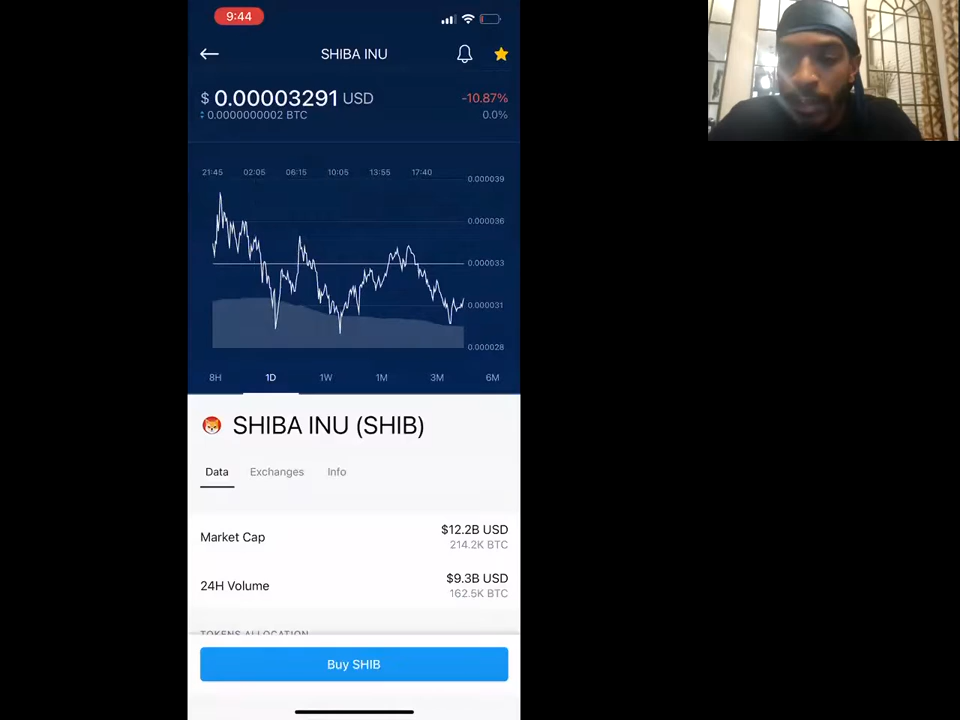 9:44
SHIBA INU
$ 0.00003291 USD
-10.87%
0.0000000002 BTC
0.0%
21:45 02:05 06:15 10:05 13:55 17:40
0.000039
0.000036
0.000033
0.000031
0.000028
8H 1D 1W 1M 3M 6M
SHIBA INU (SHIB)
Data Exchanges Info
Market Cap
$12.2B USD
214.2K BTC
24H Volume
$9.3B USD
162.5K BTC
TOKENS ALLOCATION
Buy SHIB